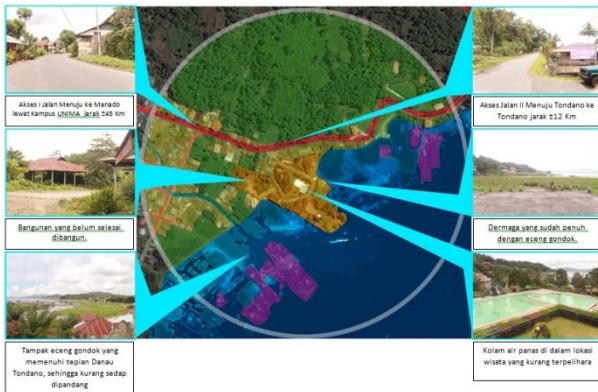 Akses I Jalan Menuju ke Manado
lewat Kampus UNIMA. Jarak ±45 Km
Akses Jalan II Menuju Tondano ke
Tondano jarak ±12 Km
Bangunan yang belum selesai
dibangun.
Dermaga yang sudah penuh
dengan eceng gondok.
Tampak eceng gondok yang
memenuhi tepian Danau
Tondano, sehingga kurang sedap
dipandang
Kolam air panas di dalam lokasi
wisata yang kurang terpelihara